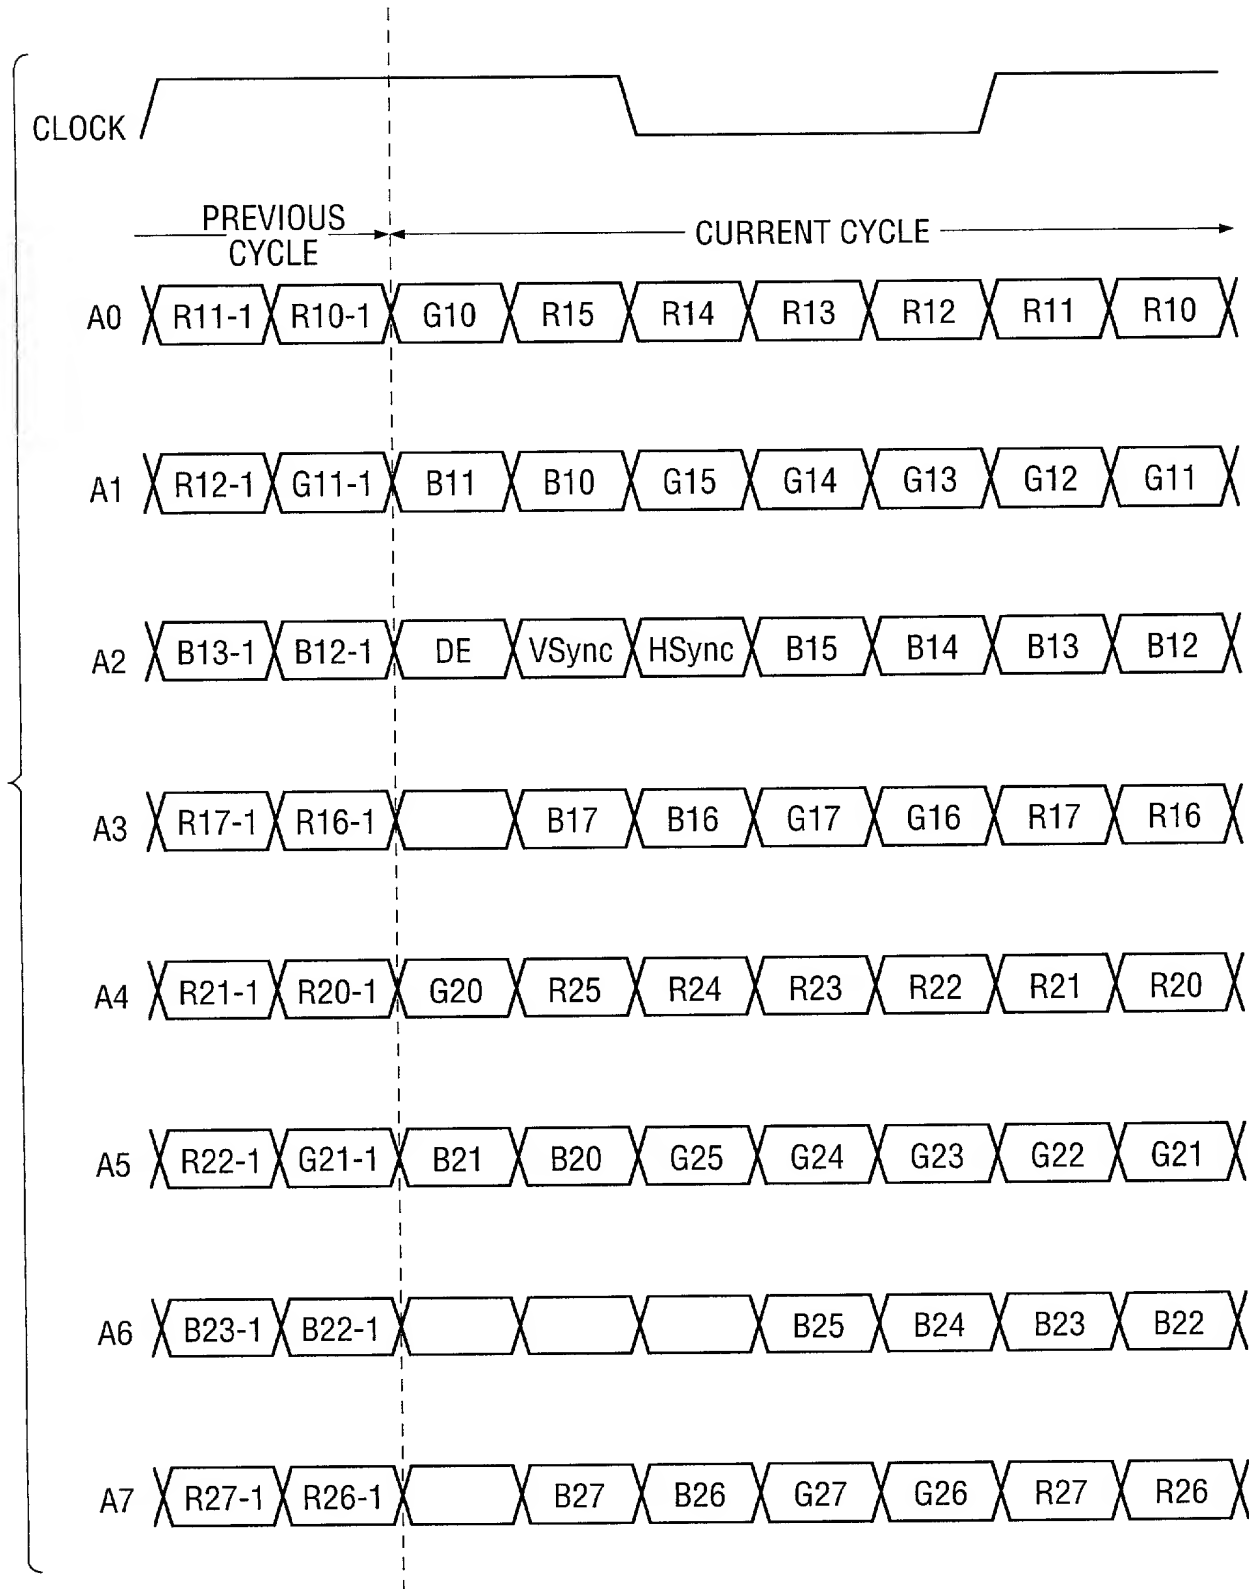 CLOCK
PREVIOUS CYCLE
CURRENT CYCLE
A0 R11-1 R10-1 G10 R15 R14 R13 R12 R11 R10
A1 R12-1 G11-1 B11 B10 G15 G14 G13 G12 G11
A2 B13-1 B12-1 DE VSync HSync B15 B14 B13 B12
A3 R17-1 R16-1 B17 B16 G17 G16 R17 R16
A4 R21-1 R20-1 G20 R25 R24 R23 R22 R21 R20
A5 R22-1 G21-1 B21 B20 G25 G24 G23 G22 G21
A6 B23-1 B22-1 B25 B24 B23 B22
A7 R27-1 R26-1 B27 B26 G27 G26 R27 R26